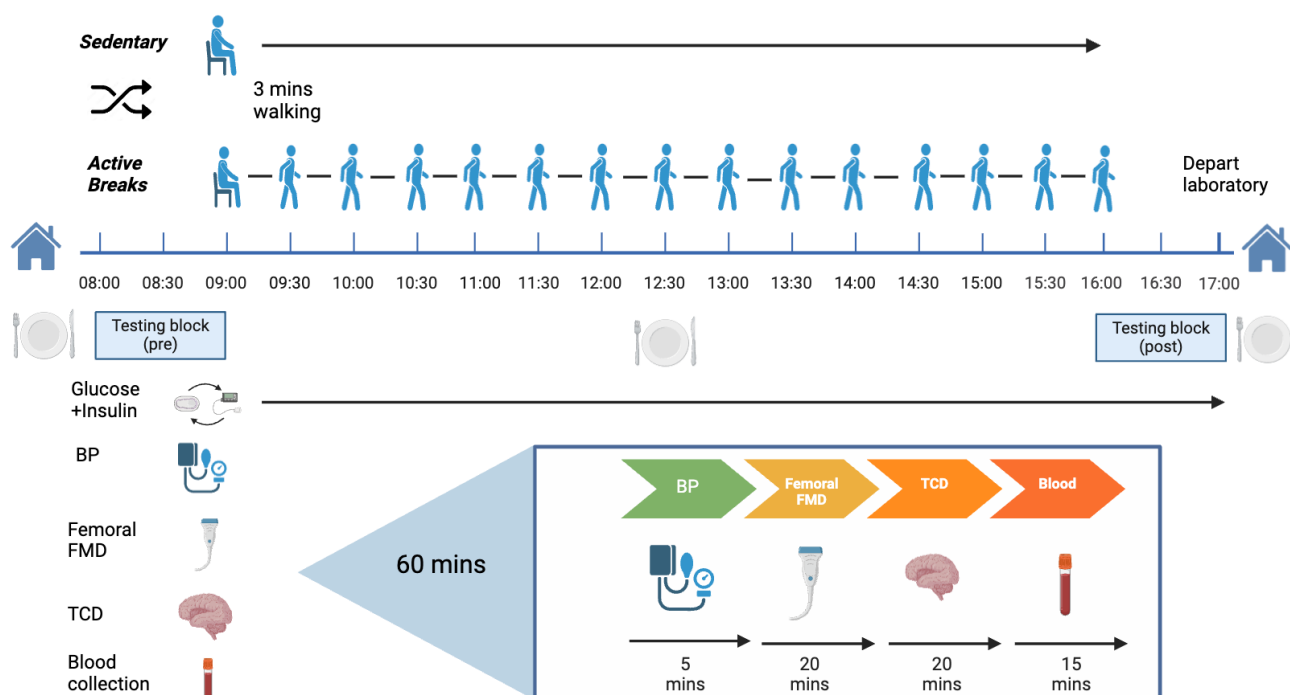 Sedentary
3 mins
walking
Active
Breaks
Depart
laboratory
08:00 08:30 09:00 09:30 10:00 10:30 11:00 11:30 12:00 12:30 13:00 13:30 14:00 14:30 15:00 15:30 16:00 16:30 17:00
Testing block
(pre)
Testing block
(post)
Glucose
+Insulin
BP
Femoral
FMD
TCD
Blood
collection
60 mins
BP
Femoral
FMD
TCD
Blood
5
mins
20
mins
20
mins
15
mins